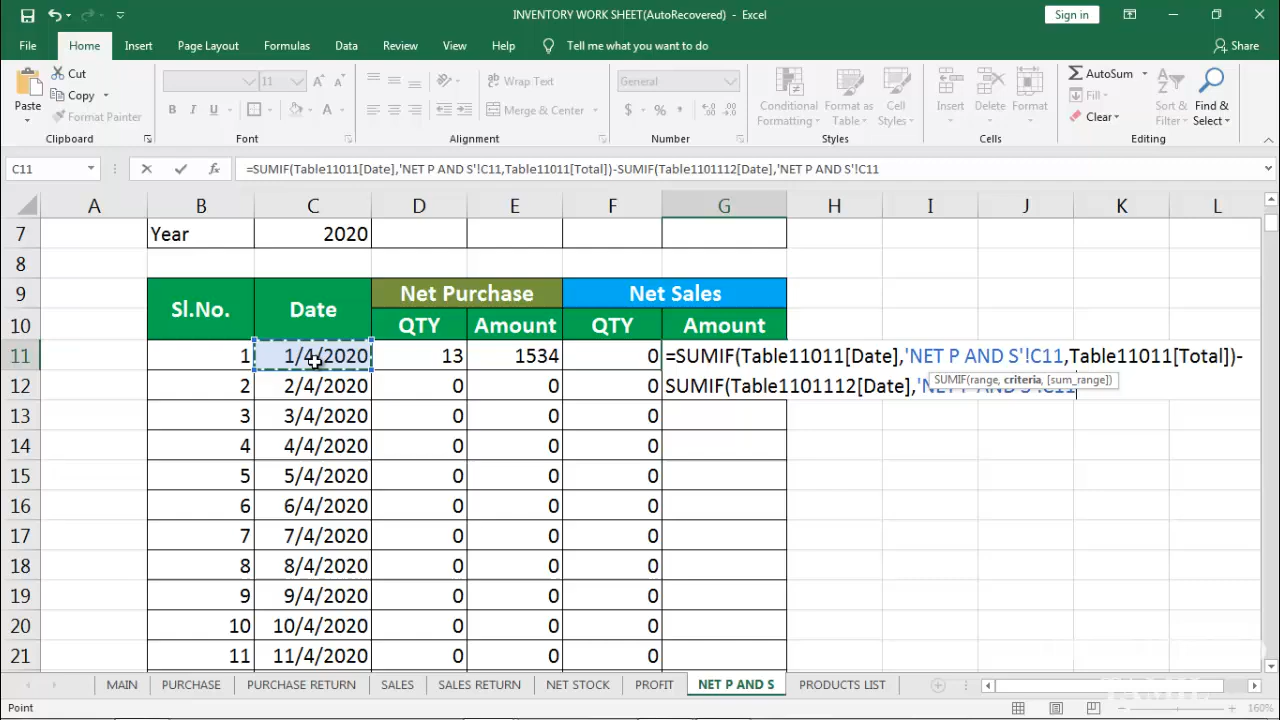 INVENTORY WORK SHEET(AutoRecovered) - Excel
Sign in
File Home Insert Page Layout Formulas Data Review View Help Tell me what you want to do Share
Paste
Cut
Copy
Format Painter
Clipboard
11
B I U
Font
Wrap Text
Merge & Center
Alignment
General
$ % ,
Number
Conditional Formatting
Format as Table
Cell Styles
Styles
Insert
Delete
Format
Cells
AutoSum
Fill
Clear
Sort & Filter
Find & Select
Editing
C11 fx =SUMIF(Table11011[Date],'NET P AND S'!C11,Table11011[Total])-SUMIF(Table1101112[Date],'NET P AND S'!C11
A B C D E F G H I J K L
7 Year 2020
8
9 Sl.No. Date Net Purchase Net Sales
10 QTY Amount QTY Amount
11 1 1/4/2020 13 1534 0 =SUMIF(Table11011[Date],'NET P AND S'!C11,Table11011[Total])-
12 2 2/4/2020 0 0 0 SUMIF(Table1101112[Date],'NET P AND S'!C11
SUMIF(range, criteria, [sum_range])
13 3 3/4/2020 0 0 0
14 4 4/4/2020 0 0 0
15 5 5/4/2020 0 0 0
16 6 6/4/2020 0 0 0
17 7 7/4/2020 0 0 0
18 8 8/4/2020 0 0 0
19 9 9/4/2020 0 0 0
20 10 10/4/2020 0 0 0
21 11 11/4/2020 0 0 0
MAIN PURCHASE PURCHASE RETURN SALES SALES RETURN NET STOCK PROFIT NET P AND S PRODUCTS LIST
Point
160%